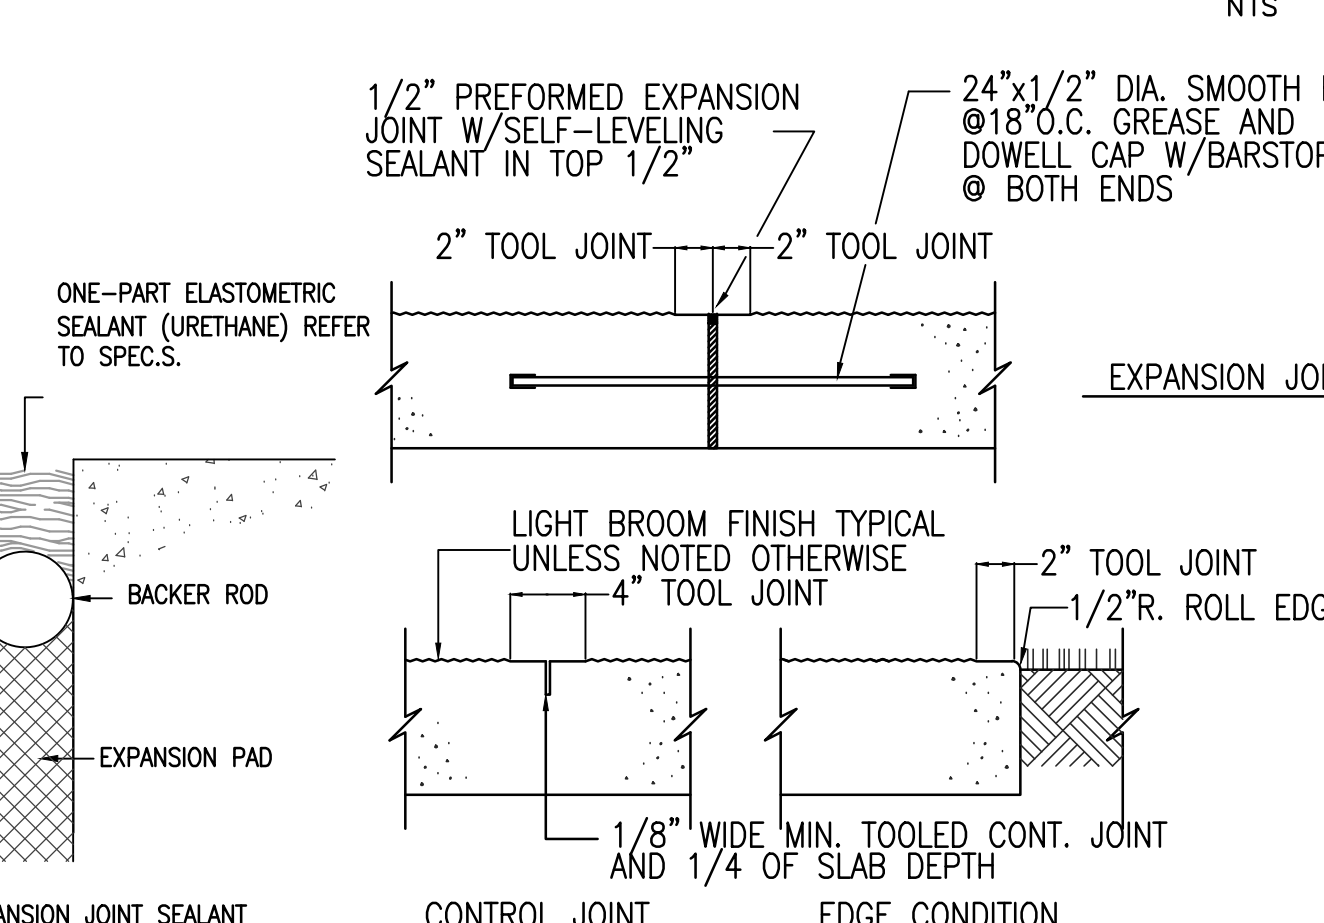 NTS
1/2" PREFORMED EXPANSION
JOINT W/SELF-LEVELING
SEALANT IN TOP 1/2"
24"x1/2" DIA. SMOOTH
@18"O.C. GREASE AND
DOWELL CAP W/BARSTOP
@ BOTH ENDS
2" TOOL JOINT
2" TOOL JOINT
ONE-PART ELASTOMETRIC
SEALANT (URETHANE) REFER
TO SPEC.S.
EXPANSION
LIGHT BROOM FINISH TYPICAL
UNLESS NOTED OTHERWISE
4" TOOL JOINT
2" TOOL JOINT
1/2"R. ROLL
BACKER ROD
EXPANSION PAD
1/8" WIDE MIN. TOOLED CONT. JOINT
AND 1/4 OF SLAB DEPTH
JOINT SEALANT
CONTROL JOINT
EDGE CONDITION